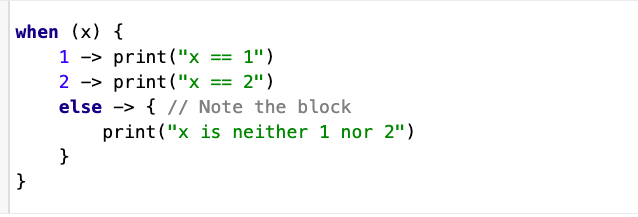 when (x) {
    1 -> print("x == 1")
    2 -> print("x == 2")
    else -> { // Note the block
        print("x is neither 1 nor 2")
    }
}